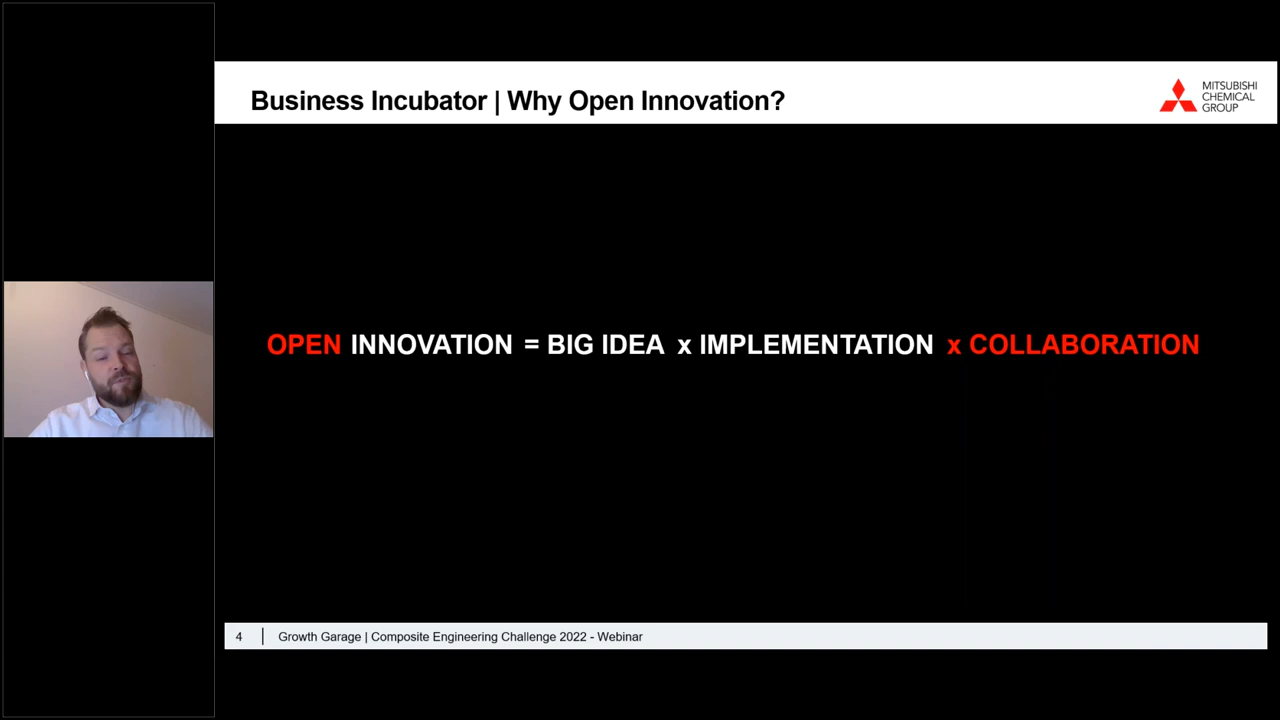 Business Incubator | Why Open Innovation?
MITSUBISHI
CHEMICAL
GROUP
OPEN INNOVATION = BIG IDEA x IMPLEMENTATION x COLLABORATION
4 | Growth Garage | Composite Engineering Challenge 2022 - Webinar